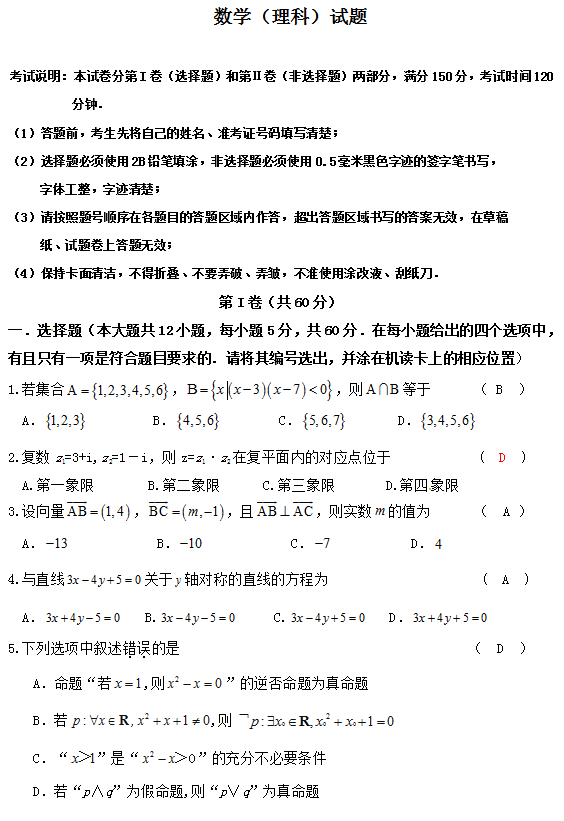 数学（理科）试题
考试说明：本试卷分第Ⅰ卷（选择题）和第Ⅱ卷（非选择题）两部分，满分150分，考试时间120
分钟．
（1）答题前，考生先将自己的姓名、准考证号码填写清楚；
（2）选择题必须使用2B铅笔填涂，非选择题必须使用0.5毫米黑色字迹的签字笔书写，
字体工整，字迹清楚；
（3）请按照题号顺序在各题目的答题区域内作答，超出答题区域书写的答案无效，在草稿
纸、试题卷上答题无效；
（4）保持卡面清洁，不得折叠、不要弄破、弄皱，不准使用涂改液、刮纸刀．
第Ⅰ卷（共60分）
一．选择题（本大题共12小题，每小题5分，共60分．在每小题给出的四个选项中，
有且只有一项是符合题目要求的．请将其编号选出，并涂在机读卡上的相应位置）
1.若集合A={1,2,3,4,5,6}，B={x|(x−3)(x−7)<0}，则A∩B等于 （ B ）
A. {1,2,3} B. {4,5,6} C. {5,6,7} D. {3,4,5,6}
2.复数z₁=3+i，z₂=1－i，则z=z₁·z₂在复平面内的对应点位于 （ D ）
A.第一象限 B.第二象限 C.第三象限 D.第四象限
3.设向量A̅B̅=(1,4)，B̅C̅=(m,−1)，且A̅B̅⊥A̅C̅，则实数m的值为 （ A ）
A. −13 B. −10 C. −7 D. 4
4.与直线3x−4y+5=0关于y轴对称的直线的方程为 （ A ）
A. 3x+4y−5=0 B. 3x−4y−5=0 C. 3x−4y+5=0 D. 3x+4y+5=0
5.下列选项中叙述错误的是 （ D ）
A. 命题“若x=1,则x²−x=0”的逆否命题为真命题
B. 若p:∀x∈R,x²+x+1≠0,则￢p:∃x₀∈R,x₀²+x₀+1=0
C. “x>1”是“x²−x>0”的充分不必要条件
D. 若“p∧q”为假命题,则“p∨q”为真命题